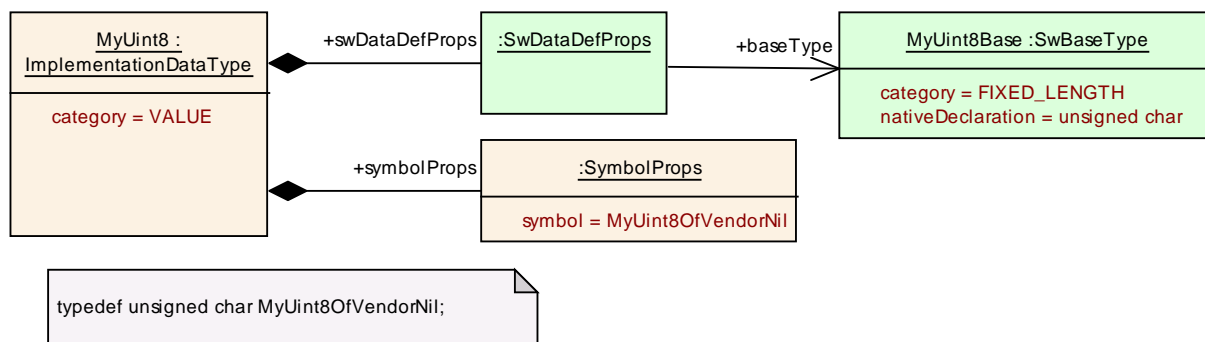 MyUint8 :
ImplementationDataType
category = VALUE
+swDataDefProps
:SwDataDefProps
+baseType
MyUint8Base :SwBaseType
category = FIXED_LENGTH
nativeDeclaration = unsigned char
+symbolProps
:SymbolProps
symbol = MyUint8OfVendorNil
typedef unsigned char MyUint8OfVendorNil;